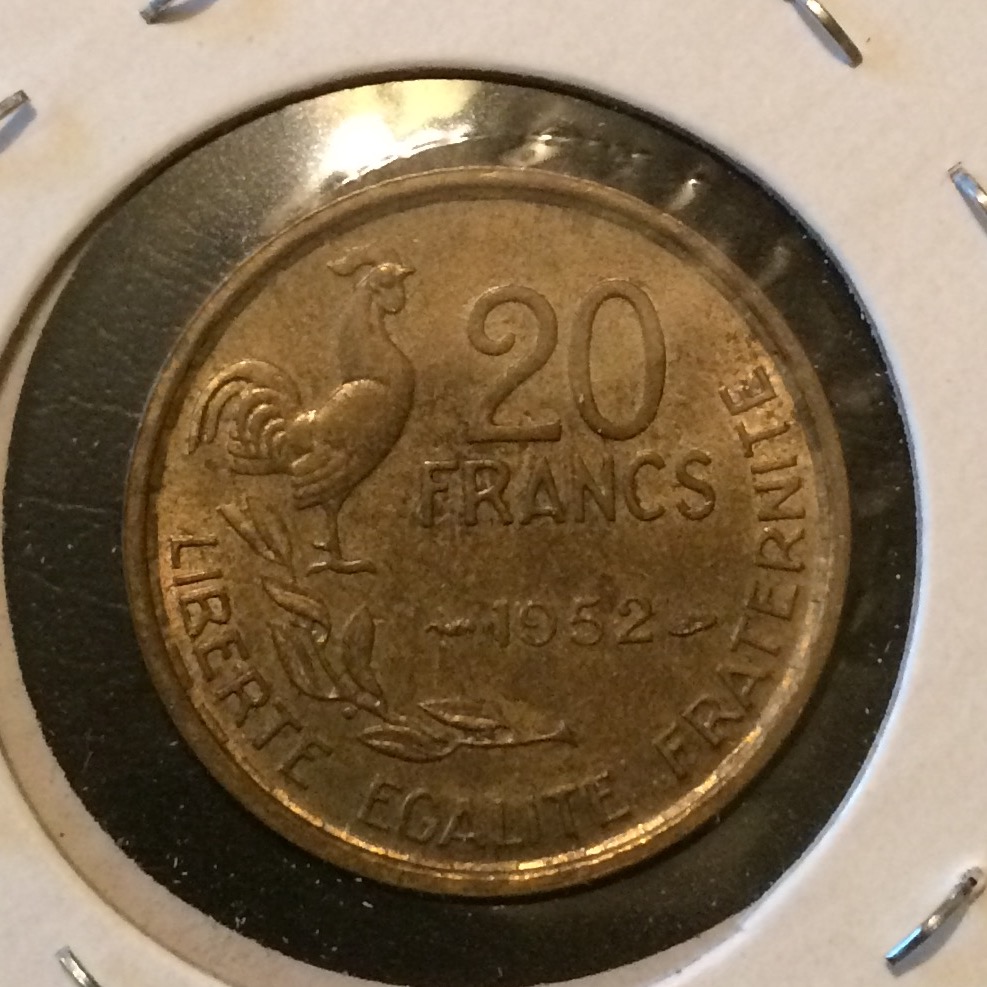 20
FRANCS
1952
LIBERTE EGALITE FRATERNITE